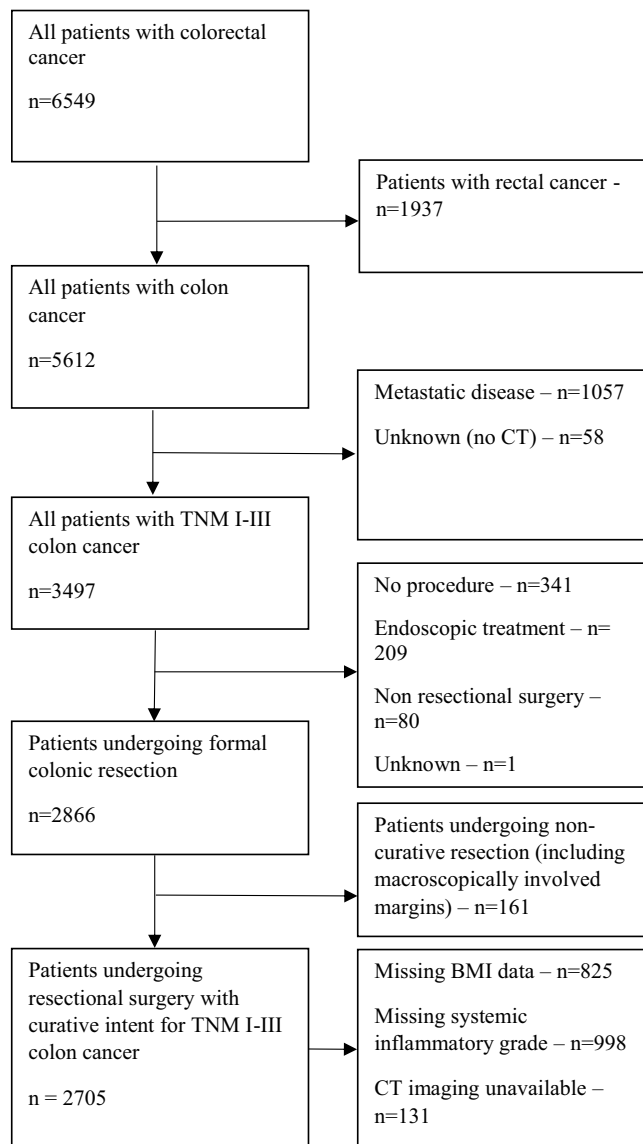 All patients with colorectal
cancer
n=6549
Patients with rectal cancer -
n=1937
All patients with colon
cancer
n=5612
Metastatic disease – n=1057
Unknown (no CT) – n=58
All patients with TNM I-III
colon cancer
n=3497
No procedure – n=341
Endoscopic treatment – n=
209
Non resectional surgery –
n=80
Unknown – n=1
Patients undergoing formal
colonic resection
n=2866
Patients undergoing non-
curative resection (including
macroscopically involved
margins) – n=161
Patients undergoing
resectional surgery with
curative intent for TNM I-III
colon cancer
n = 2705
Missing BMI data – n=825
Missing systemic
inflammatory grade – n=998
CT imaging unavailable –
n=131